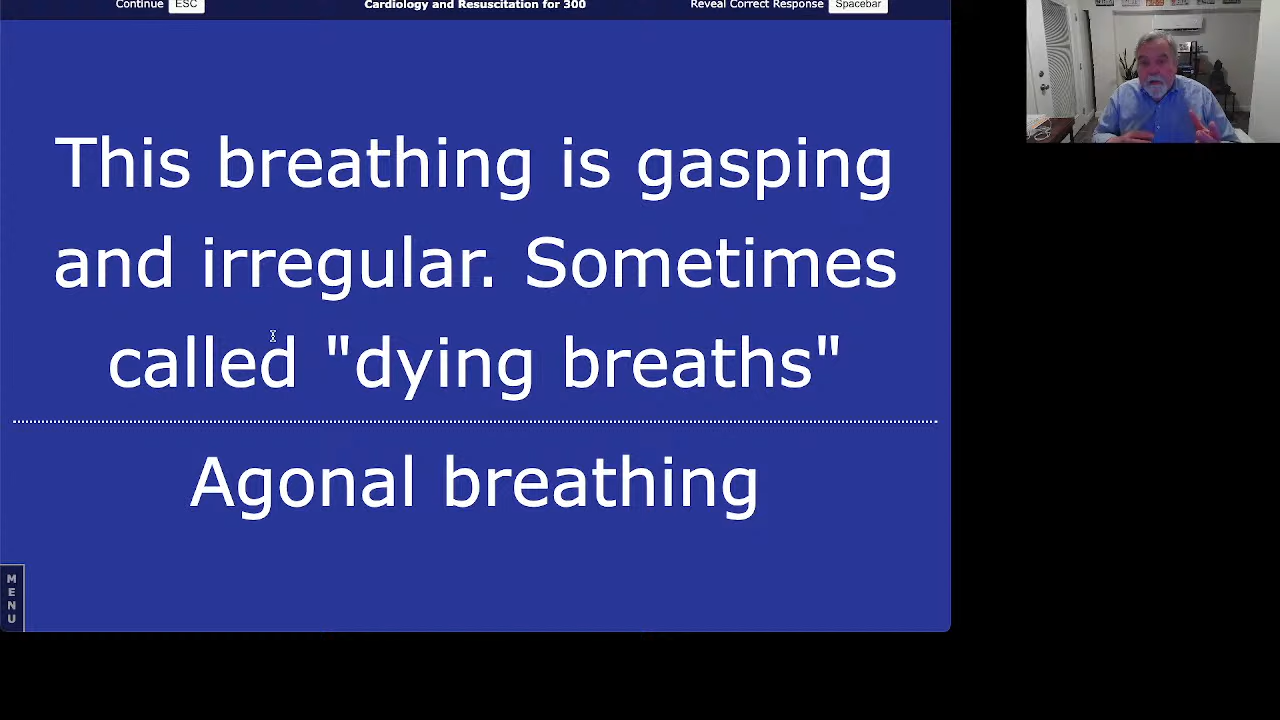 Continue ESC Cardiology and Resuscitation for 300 Reveal Correct Response Spacebar
This breathing is gasping
and irregular. Sometimes
called "dying breaths"
Agonal breathing
MENU